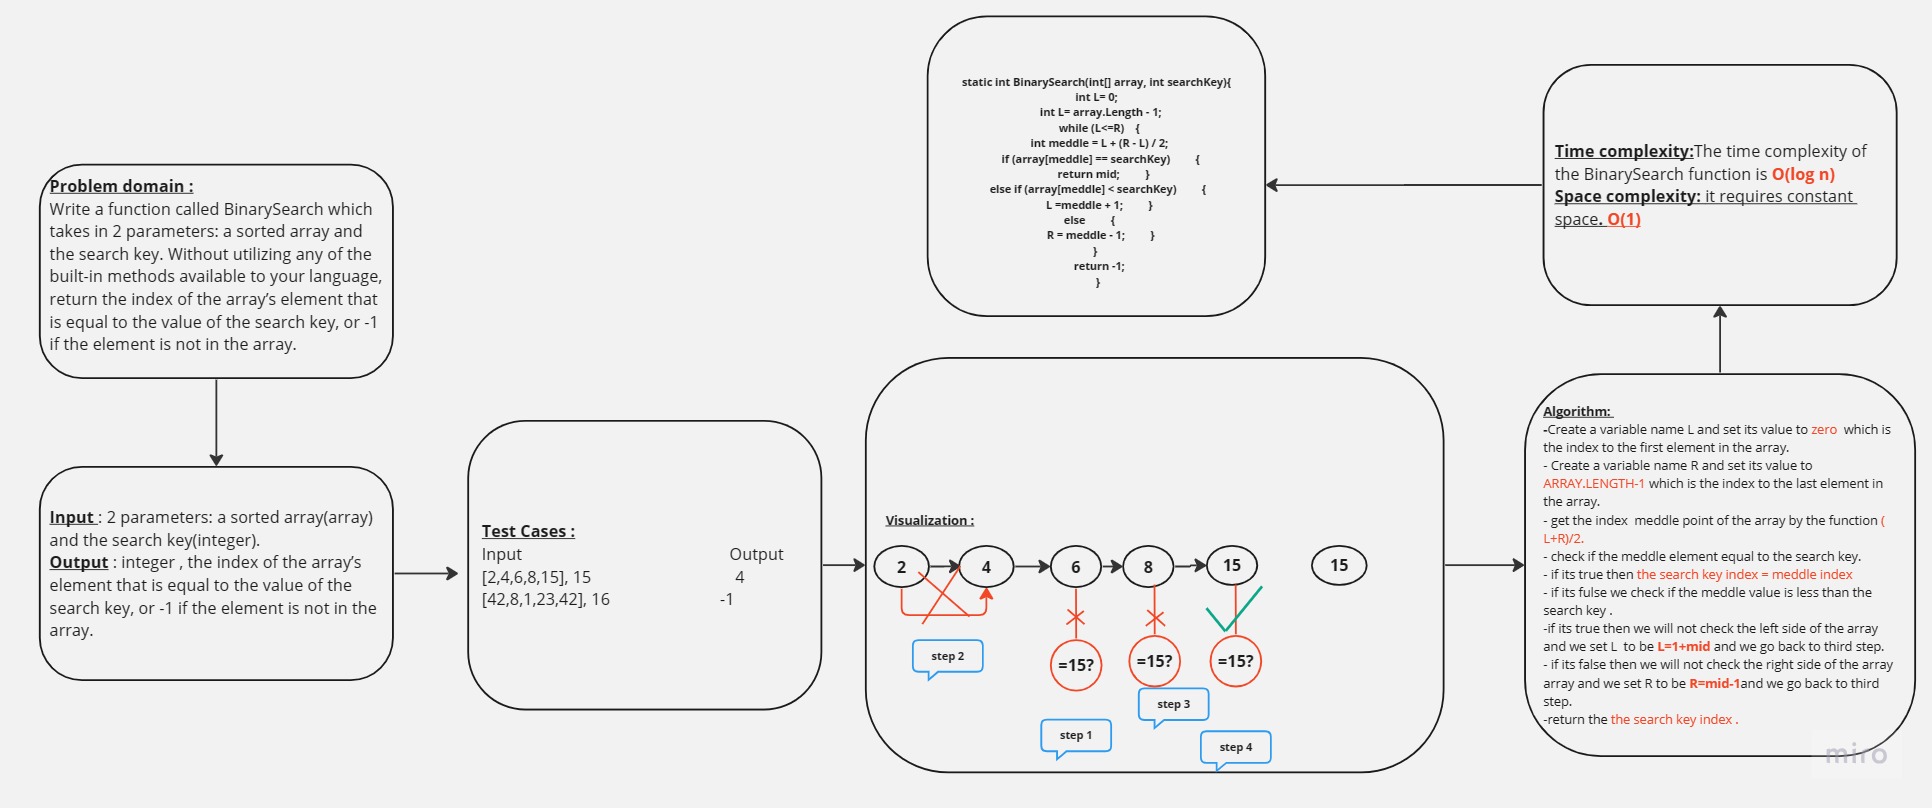 Problem domain :
Write a function called BinarySearch which
takes in 2 parameters: a sorted array and
the search key. Without utilizing any of the
built-in methods available to your language,
return the index of the array’s element that
is equal to the value of the search key, or -1
if the element is not in the array.
Input : 2 parameters: a sorted array(array)
and the search key(integer).
Output : integer , the index of the array’s
element that is equal to the value of the
search key, or -1 if the element is not in the
array.
Test Cases :
Input Output
[2,4,6,8,15], 15 4
[42,8,1,23,42], 16 -1
Visualization :
2 4 6 8 15 15
=15? =15? =15?
step 2
step 3
step 1
step 4
Algorithm:
-Create a variable name L and set its value to zero which is
the index to the first element in the array.
- Create a variable name R and set its value to
ARRAY.LENGTH-1 which is the index to the last element in
the array.
- get the index meddle point of the array by the function (
L+R)/2.
- check if the meddle element equal to the search key.
- if its true then the search key index = meddle index
- if its fulse we check if the meddle value is less than the
search key .
-if its true then we will not check the left side of the array
and we set L to be L=1+mid and we go back to third step.
- if its false then we will not check the right side of the array
array and we set R to be R=mid-1and we go back to third
step.
-return the the search key index .
Time complexity:The time complexity of
the BinarySearch function is O(log n)
Space complexity: it requires constant
space. O(1)
static int BinarySearch(int[] array, int searchKey){
int L= 0;
int L= array.Length - 1;
while (L<=R) {
int meddle = L + (R - L) / 2;
if (array[meddle] == searchKey) {
return mid; }
else if (array[meddle] < searchKey) {
L =meddle + 1; }
else {
R = meddle - 1; }
}
return -1;
}
miro